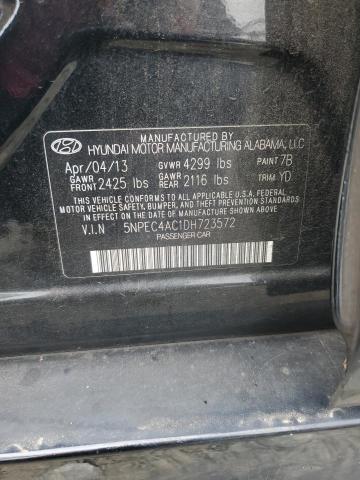 MANUFACTURED BY
HYUNDAI MOTOR MANUFACTURING ALABAMA, LLC
Apr/04/13 GVWR 4299 lbs PAINT 7B
GAWR FRONT 2425 lbs GAWR REAR 2116 lbs TRIM YD
THIS VEHICLE CONFORMS TO ALL APPLICABLE U.S.A. FEDERAL
MOTOR VEHICLE SAFETY, BUMPER, AND
THEFT PREVENTION STANDARDS IN EFFECT ON
THE DATE OF MANUFACTURE SHOWN ABOVE.
V.I.N 5NPEC4AC1DH723572
PASSENGER CAR